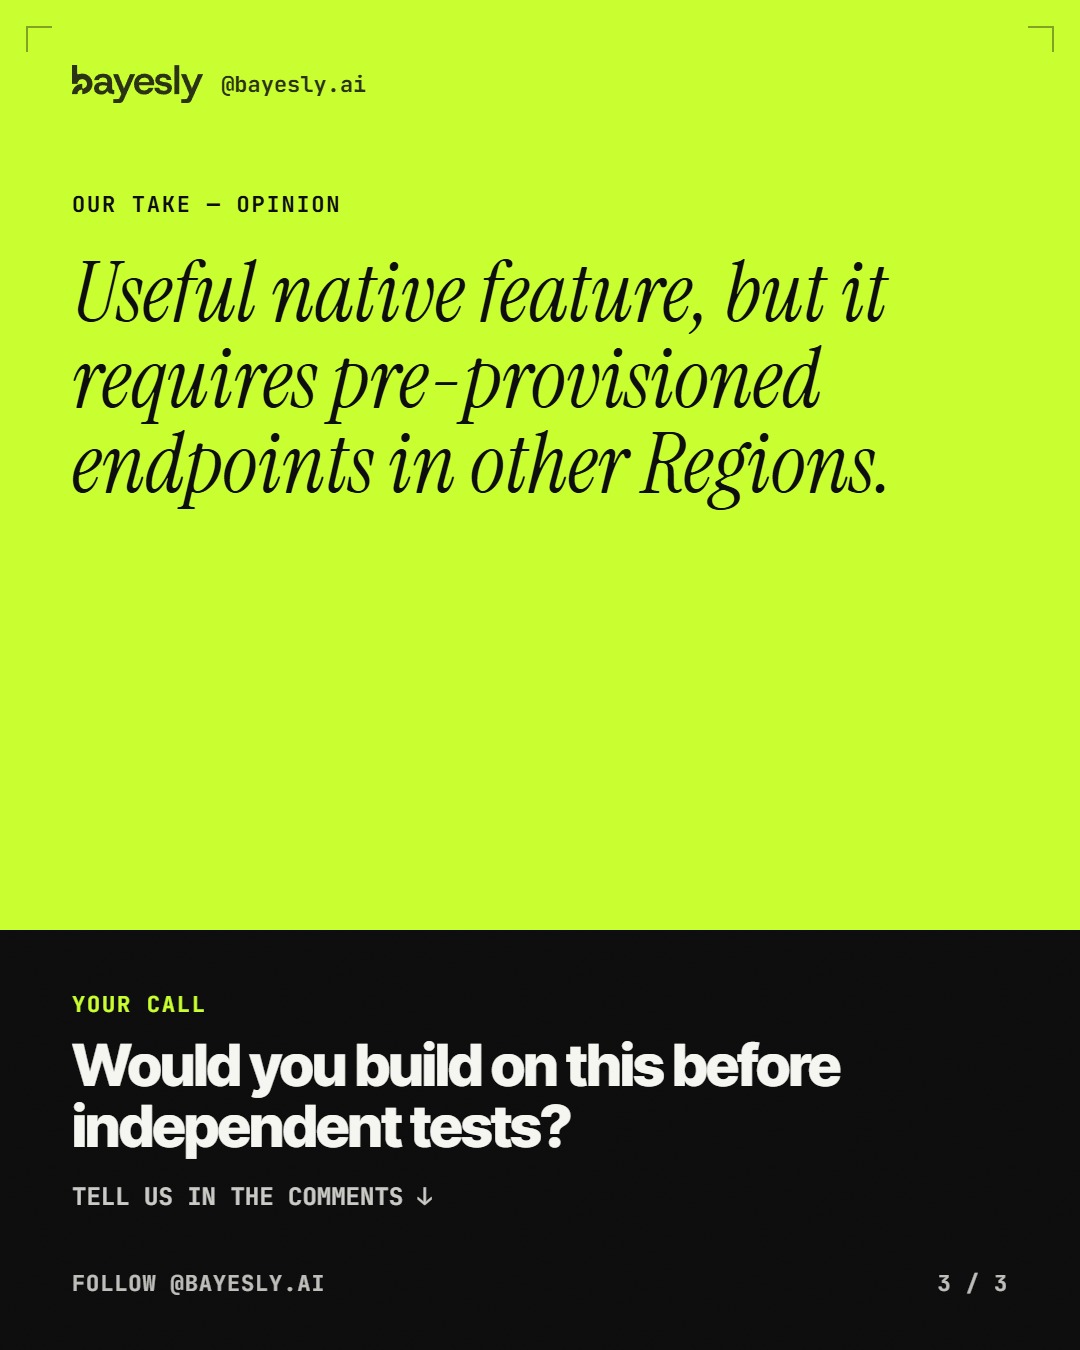 bayesly @bayesly.ai
OUR TAKE — OPINION
Useful native feature, but it
requires pre-provisioned
endpoints in other Regions.
YOUR CALL
Would you build on this before
independent tests?
TELL US IN THE COMMENTS ↓
FOLLOW @BAYESLY.AI
3 / 3